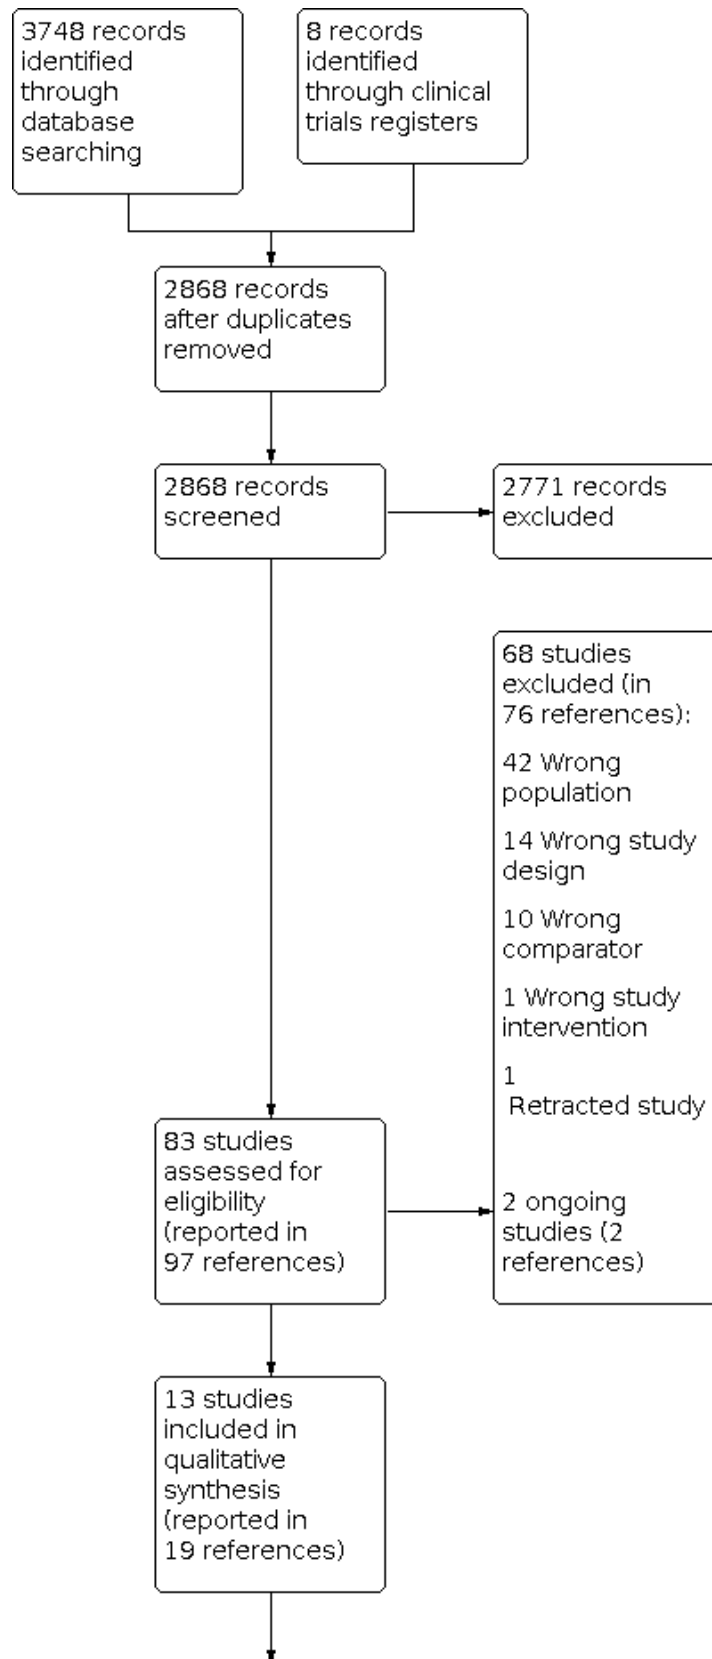 3748 records
identified
through
database
searching
8 records
identified
through clinical
trials registers
2868 records
after duplicates
removed
2868 records
screened
2771 records
excluded
68 studies
excluded (in
76 references):
42 Wrong
population
14 Wrong study
design
10 Wrong
comparator
1 Wrong study
intervention
1
Retracted study
2 ongoing
studies (2
references)
83 studies
assessed for
eligibility
(reported in
97 references)
13 studies
included in
qualitative
synthesis
(reported in
19 references)